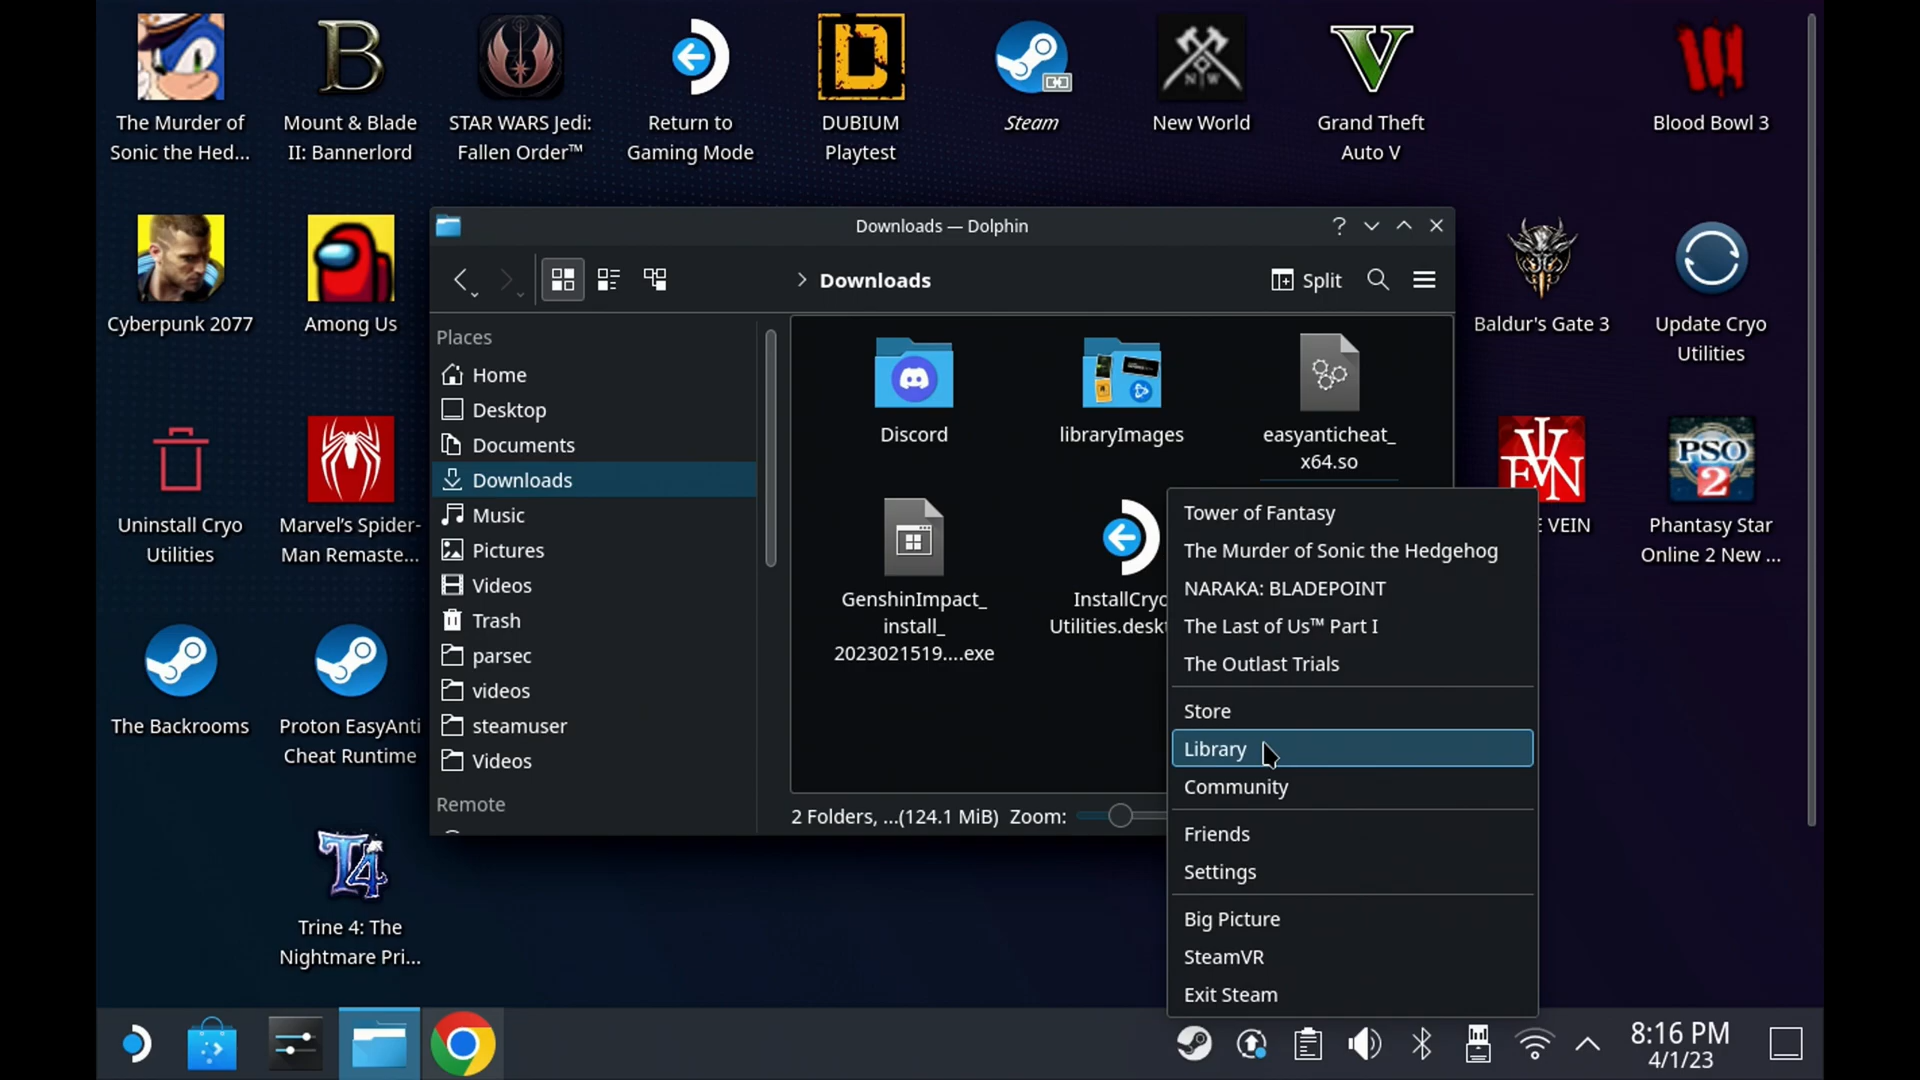 The Murder of
Sonic the Hed...
Mount & Blade
II: Bannerlord
STAR WARS Jedi:
Fallen Order™
Return to
Gaming Mode
DUBIUM
Playtest
Steam
NW
New World
Grand Theft
Auto V
Blood Bowl 3
Cyberpunk 2077
Among Us
Baldur's Gate 3
Update Cryo
Utilities
Uninstall Cryo
Utilities
Marvel's Spider-
Man Remaste...
VEIN
E VEIN
PSO
2
Phantasy Star
Online 2 New ...
The Backrooms
Proton EasyAnti
Cheat Runtime
T4
Trine 4: The
Nightmare Pri...
Downloads — Dolphin
Downloads
Split
Places
Home
Desktop
Documents
Downloads
Music
Pictures
Videos
Trash
parsec
videos
steamuser
Videos
Remote
Discord
libraryImages
easyanticheat_
x64.so
GenshinImpact_
install_
2023021519....exe
InstallCryo
Utilities.deskt
2 Folders, ...(124.1 MiB)
Zoom:
Tower of Fantasy
The Murder of Sonic the Hedgehog
NARAKA: BLADEPOINT
The Last of Us™ Part I
The Outlast Trials
Store
Library
Community
Friends
Settings
Big Picture
SteamVR
Exit Steam
8:16 PM
4/1/23